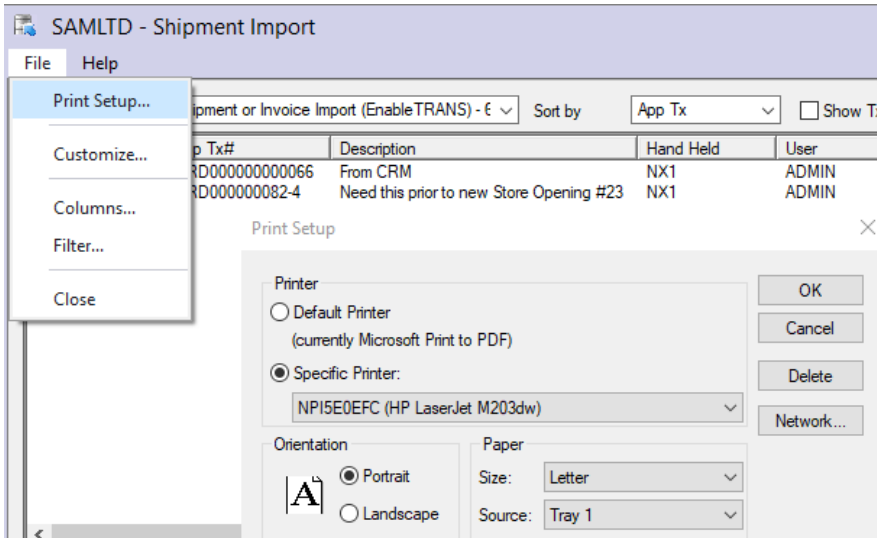 SAMLTD - Shipment Import
File Help
Print Setup...
Customize...
Columns...
Filter...
Close
ipment or Invoice Import (EnableTRANS) - 6 Sort by App Tx Show T
p Tx# Description Hand Held User
RD000000000066 From CRM NX1 ADMIN
RD000000082-4 Need this prior to new Store Opening #23 NX1 ADMIN
Print Setup
Printer
Default Printer
(currently Microsoft Print to PDF)
Specific Printer:
NPI5E0EFC (HP LaserJet M203dw)
OK
Cancel
Delete
Network...
Orientation
A
Portrait
Landscape
Paper
Size: Letter
Source: Tray 1